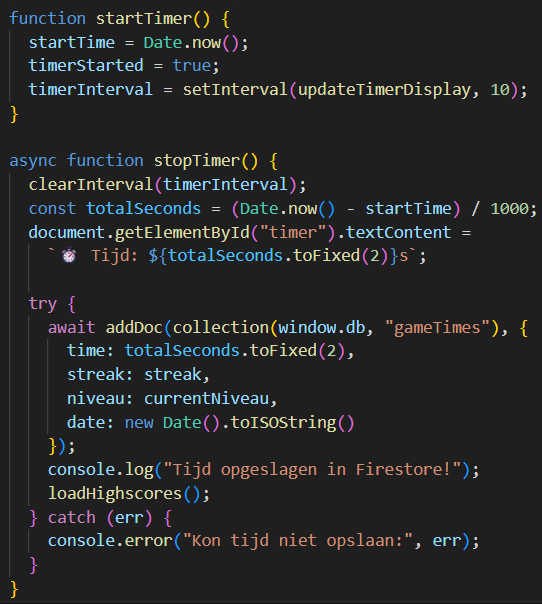 function startTimer() {
  startTime = Date.now();
  timerStarted = true;
  timerInterval = setInterval(updateTimerDisplay, 10);
}

async function stopTimer() {
  clearInterval(timerInterval);
  const totalSeconds = (Date.now() - startTime) / 1000;
  document.getElementById("timer").textContent =
    `⏱️ Tijd: ${totalSeconds.toFixed(2)}s`;

  try {
    await addDoc(collection(window.db, "gameTimes"), {
      time: totalSeconds.toFixed(2),
      streak: streak,
      niveau: currentNiveau,
      date: new Date().toISOString()
    });
    console.log("Tijd opgeslagen in Firestore!");
    loadHighscores();
  } catch (err) {
    console.error("Kon tijd niet opslaan:", err);
  }
}